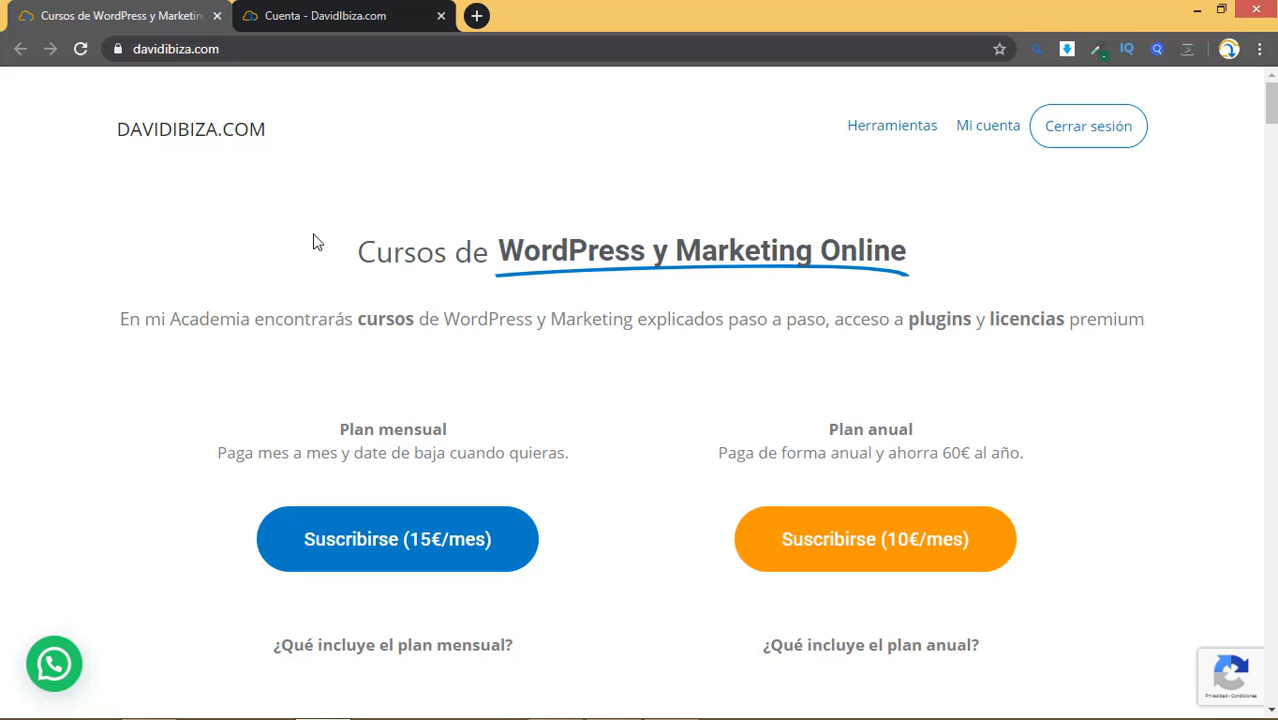 Cursos de WordPress y Marketin
Cuenta - DavidIbiza.com
davidibiza.com
IQ
DAVIDIBIZA.COM
Herramientas
Mi cuenta
Cerrar sesión
Cursos de WordPress y Marketing Online
En mi Academia encontrarás cursos de WordPress y Marketing explicados paso a paso, acceso a plugins y licencias premium
Plan mensual
Paga mes a mes y date de baja cuando quieras.
Suscribirse (15€/mes)
¿Qué incluye el plan mensual?
Plan anual
Paga de forma anual y ahorra 60€ al año.
Suscribirse (10€/mes)
¿Qué incluye el plan anual?
Privacidad - Condiciones